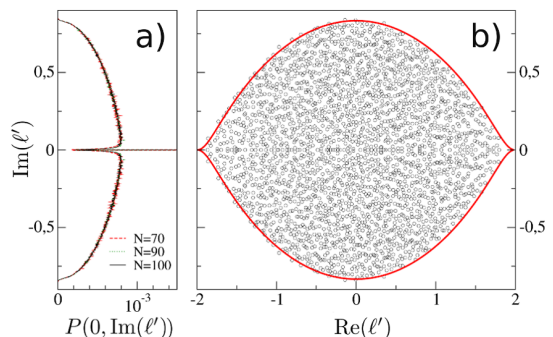 a)
b)
0,5
0
-0,5
Im(ℓ′)
N=70
N=90
N=100
0
10⁻³
P(0, Im(ℓ′))
0,5
0
-0,5
-2
-1
0
1
2
Re(ℓ′)